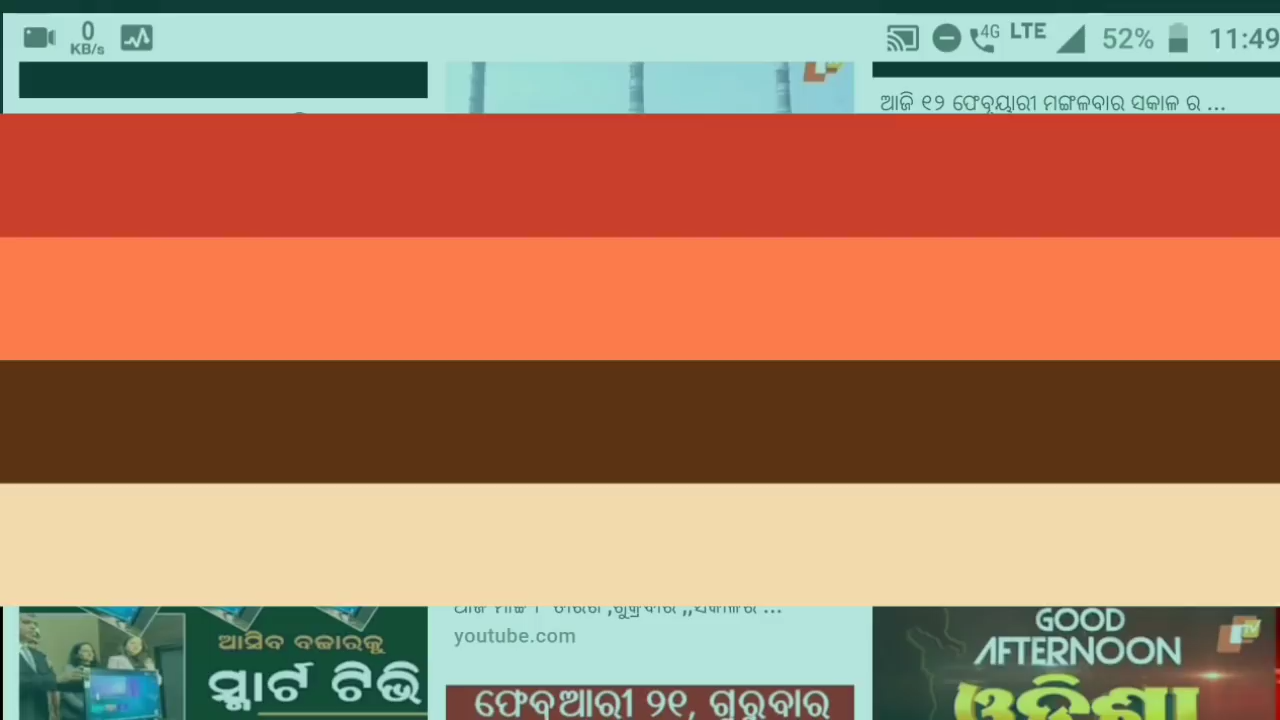 0
KB/s
4G LTE 52% 11:49
ଆଜି ୧୨ ଫେବୃୟାରୀ ମଙ୍ଗଳବାର ସକାଳ ର ...
youtube.com
ଆସିବ ବଜାରକୁ
ସ୍ମାର୍ଟ ଟିଭି
ଫେବୃଆରୀ ୨୧, ଗୁରୁବାର
GOOD
AFTERNOON
ଓଡ଼ିଶା